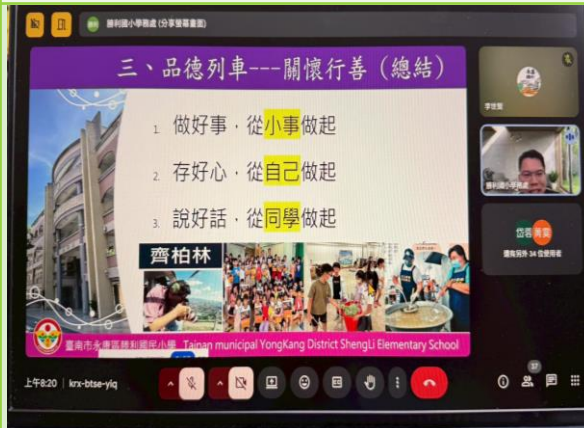 勝利國小學務處 (分享螢幕畫面)
三、品德列車---關懷行善（總結）
1. 做好事，從小事做起
2. 存好心，從自己做起
3. 說好話，從同學做起
齊柏林
臺南市永康區勝利國民小學 Tainan municipal YongKang District ShengLi Elementary School
李世賢
勝利國小學務處
還有另外 34 位使用者
上午8:20 | krx-btse-yiq
37